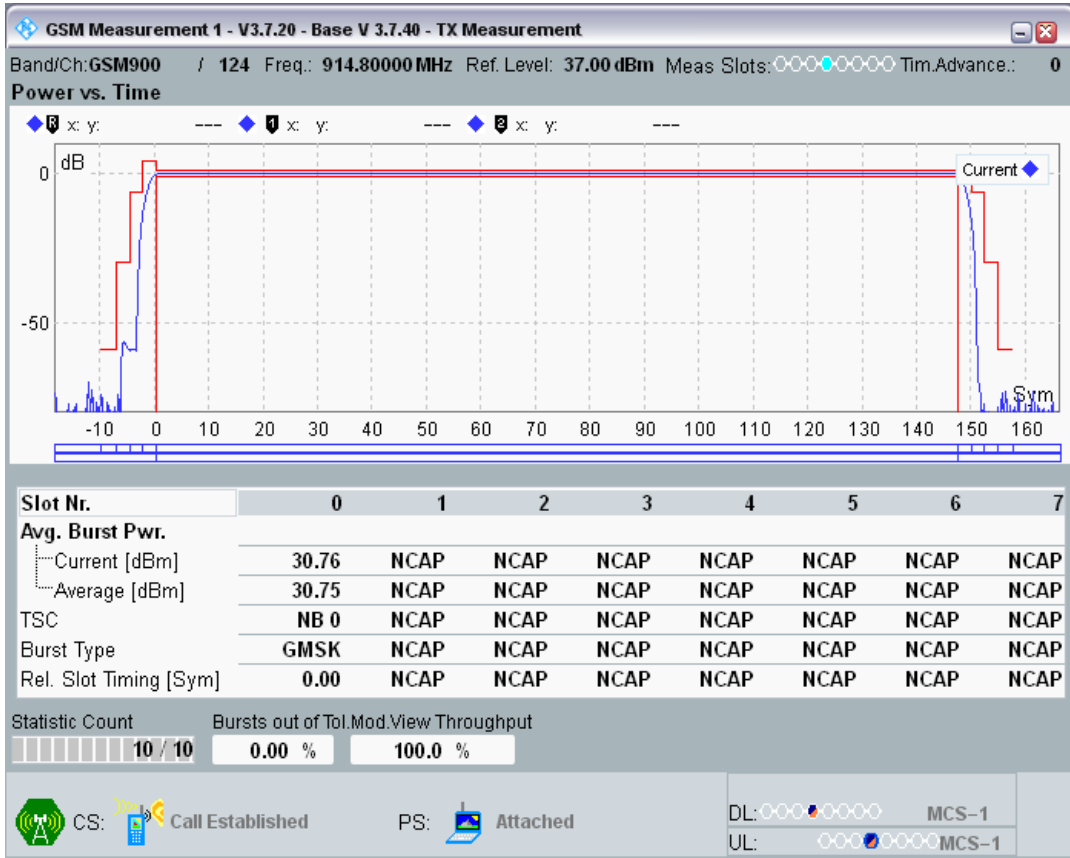 GSM Measurement 1 - V3.7.20 - Base V 3.7.40 - TX Measurement
Band/Ch:GSM900 / 124 Freq.: 914.80000 MHz Ref. Level: 37.00 dBm Meas Slots: Tim.Advance.: 0
Power vs. Time
R x: y: --- 1 x: y: --- 2 x: y: ---
dB
Current
0
-50
Sym
-10 0 10 20 30 40 50 60 70 80 90 100 110 120 130 140 150 160
Slot Nr. 0 1 2 3 4 5 6 7
Avg. Burst Pwr.
Current [dBm] 30.76 NCAP NCAP NCAP NCAP NCAP NCAP NCAP
Average [dBm] 30.75 NCAP NCAP NCAP NCAP NCAP NCAP NCAP
TSC NB 0 NCAP NCAP NCAP NCAP NCAP NCAP NCAP
Burst Type GMSK NCAP NCAP NCAP NCAP NCAP NCAP NCAP
Rel. Slot Timing [Sym] 0.00 NCAP NCAP NCAP NCAP NCAP NCAP NCAP
Statistic Count Bursts out of Tol. Mod.View Throughput
10 / 10 0.00 % 100.0 %
CS: Call Established PS: Attached DL: MCS-1
UL: MCS-1